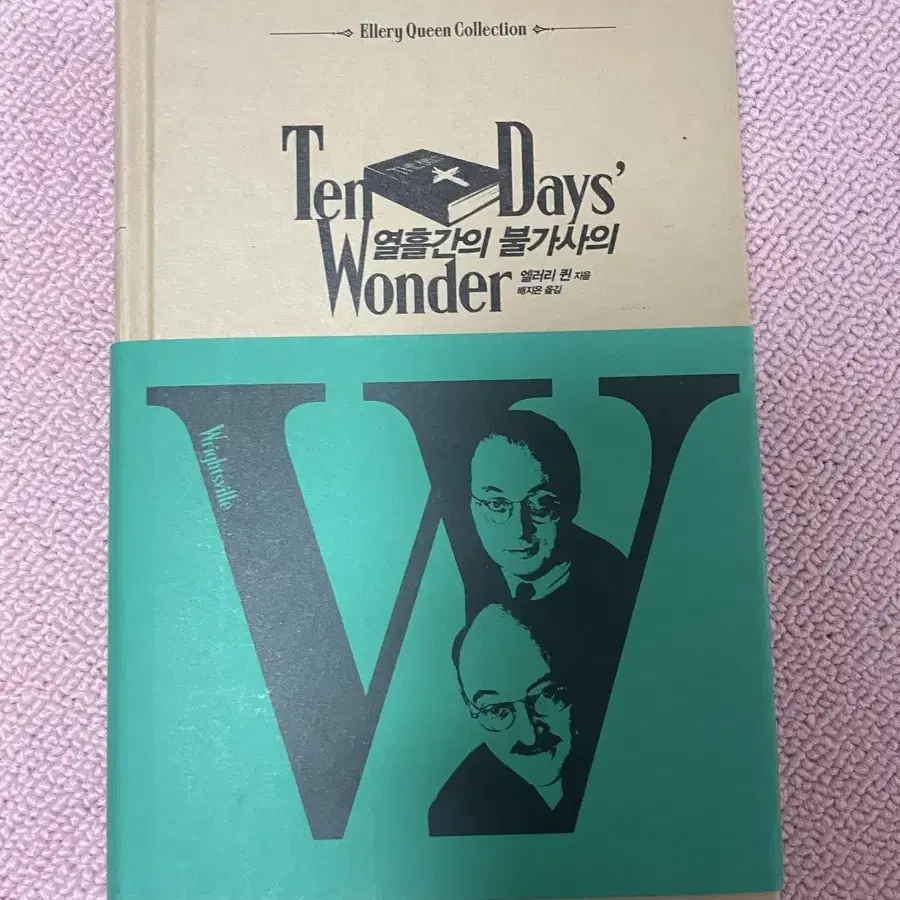 Ellery Queen Collection
Ten Days'
열흘간의 불가사의
Wonder
엘러리 퀸 지음
배지은 옮김
W
Wrightsville